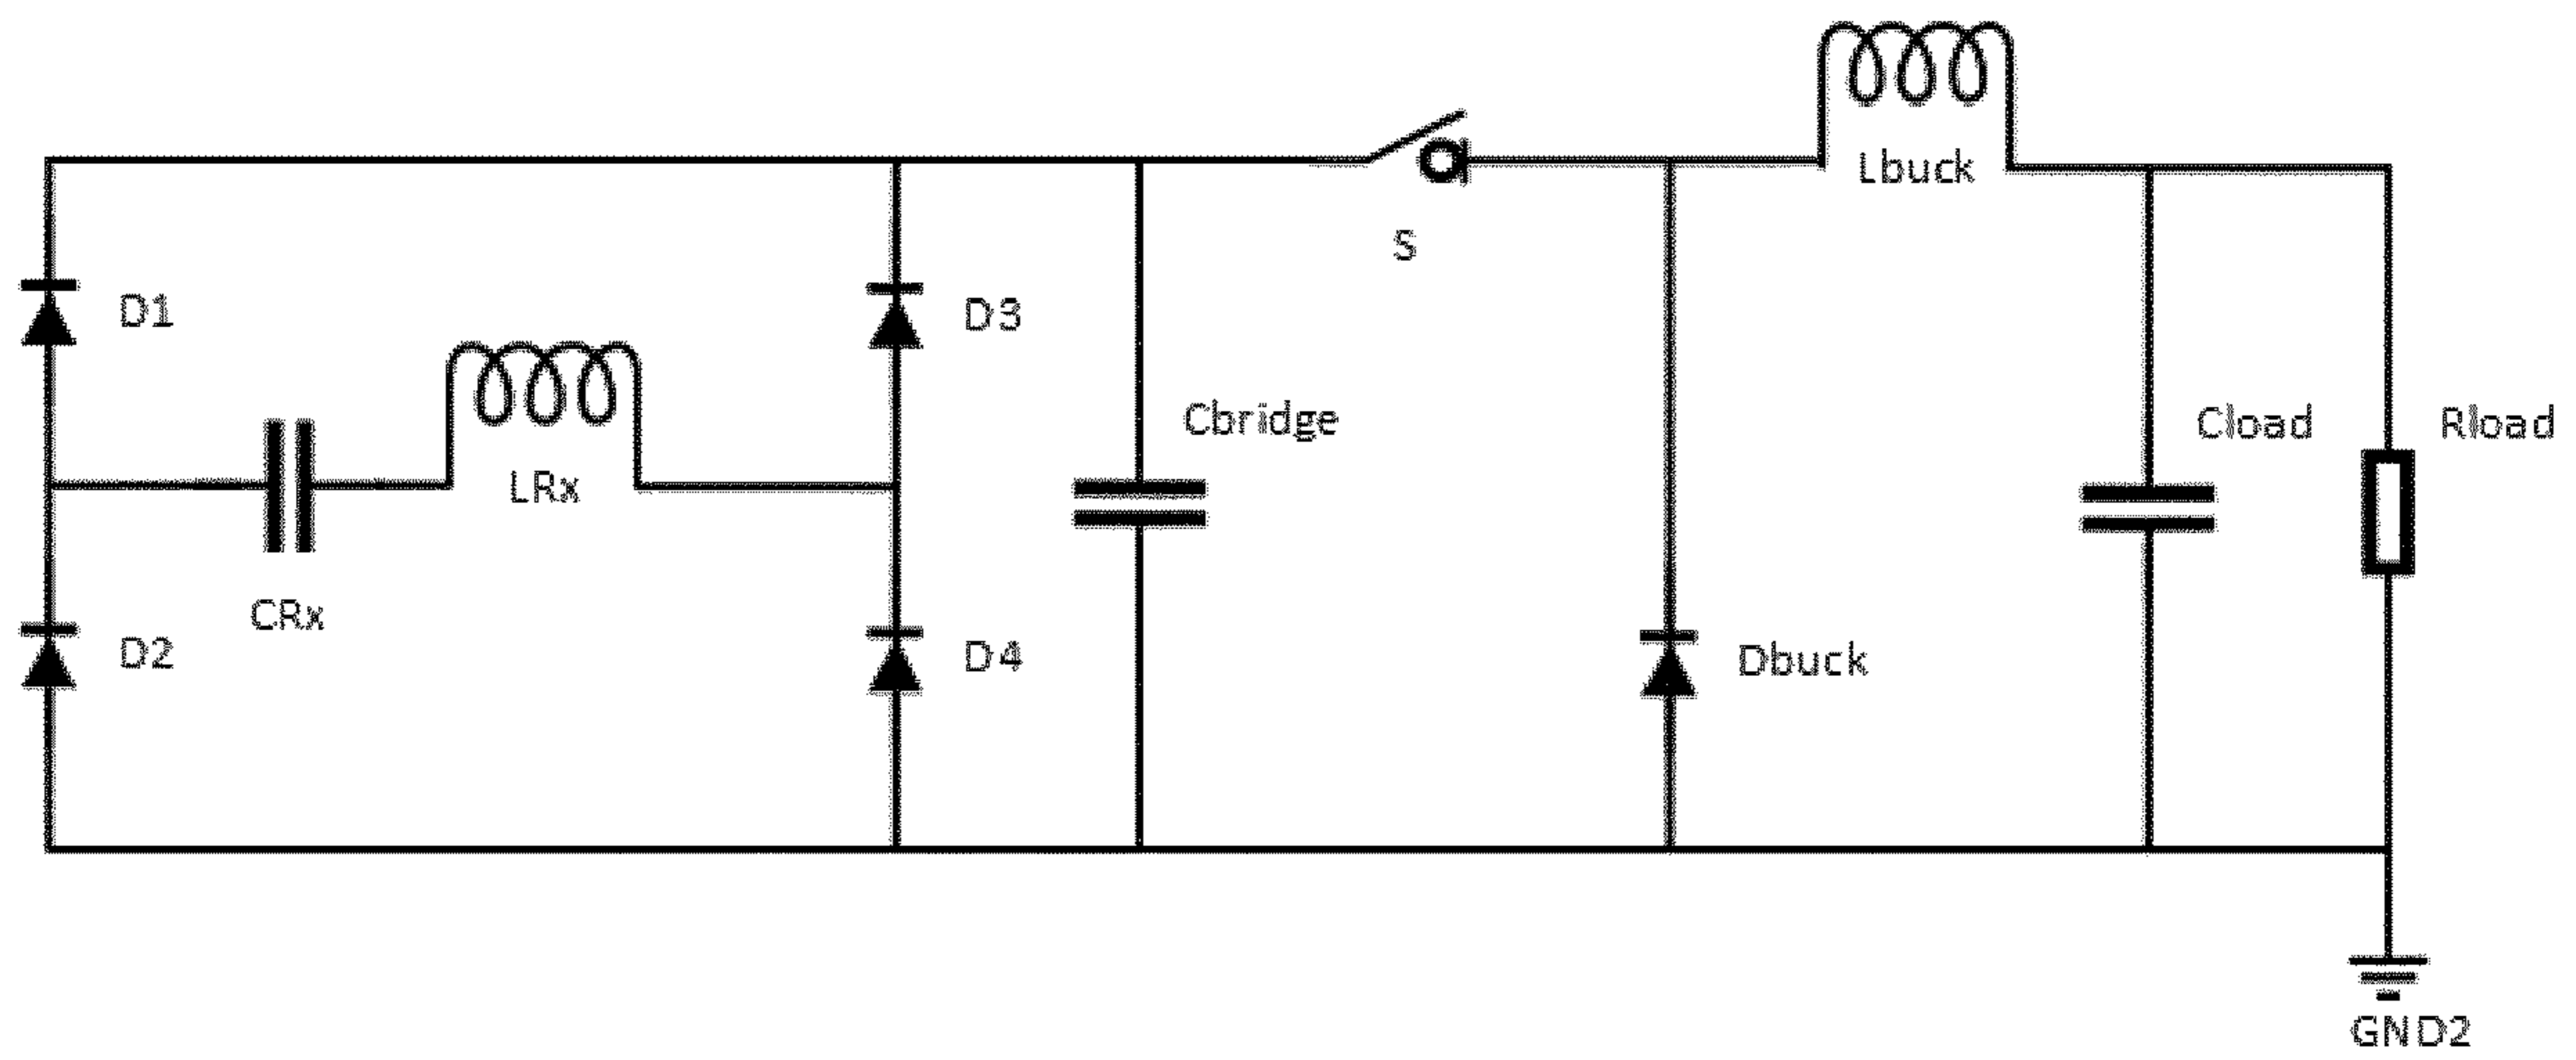 Lbuck
S
D1
D3
Cbridge
Cload
Rload
LRx
CRx
D2
D4
Dbuck
GND2